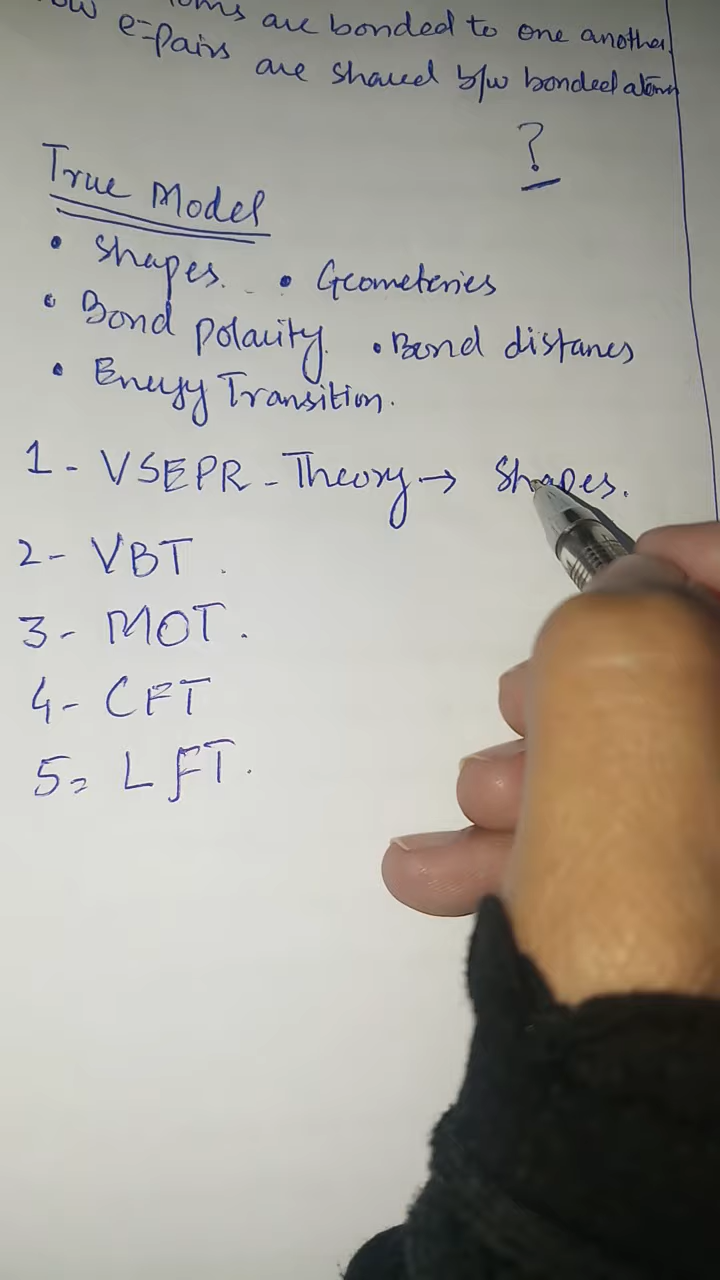 are bonded to one another
e-pairs are shared b/w bonded atoms
?
True Model
• Shapes. • Geometeries
• Bond polarity. • Bond distances
• Energy Transition.
1 - VSEPR - Theory → Shapes.
2 - VBT.
3 - MOT.
4 - CFT
5 = LFT.